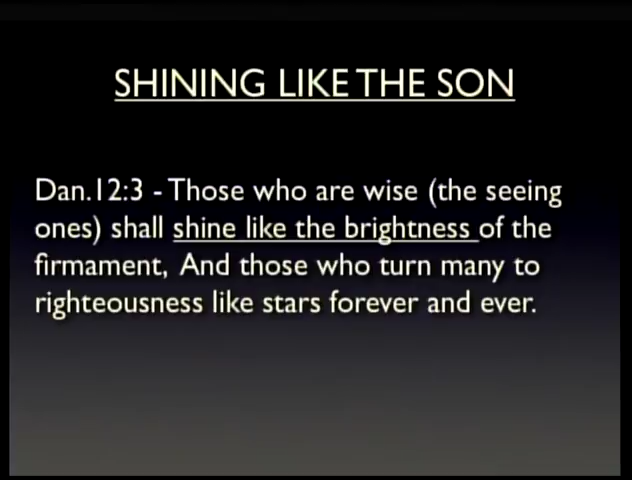 SHINING LIKE THE SON
Dan.12:3 - Those who are wise (the seeing
ones) shall shine like the brightness of the
firmament, And those who turn many to
righteousness like stars forever and ever.